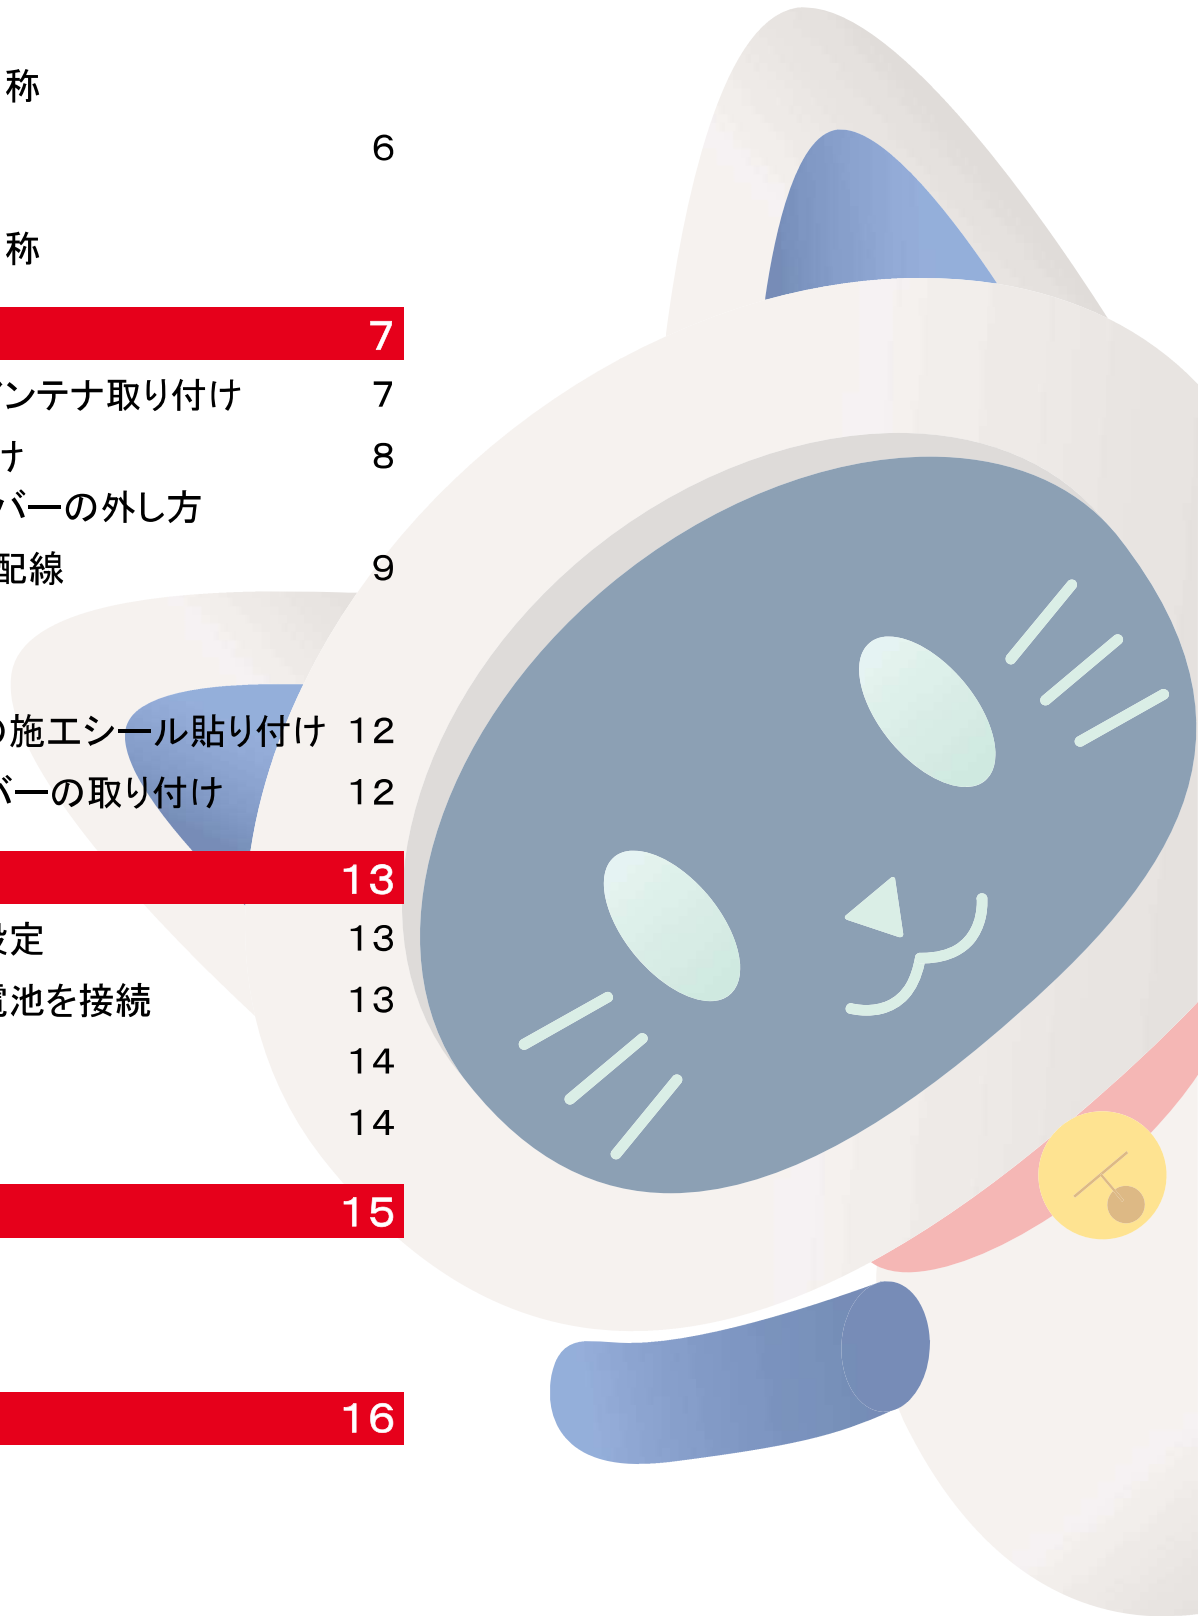 称
6
称
7
ンテナ取り付け 7
け 8
バーの外し方
配線 9
の施工シール貼り付け 12
バーの取り付け 12
13
設定 13
電池を接続 13
14
14
15
16